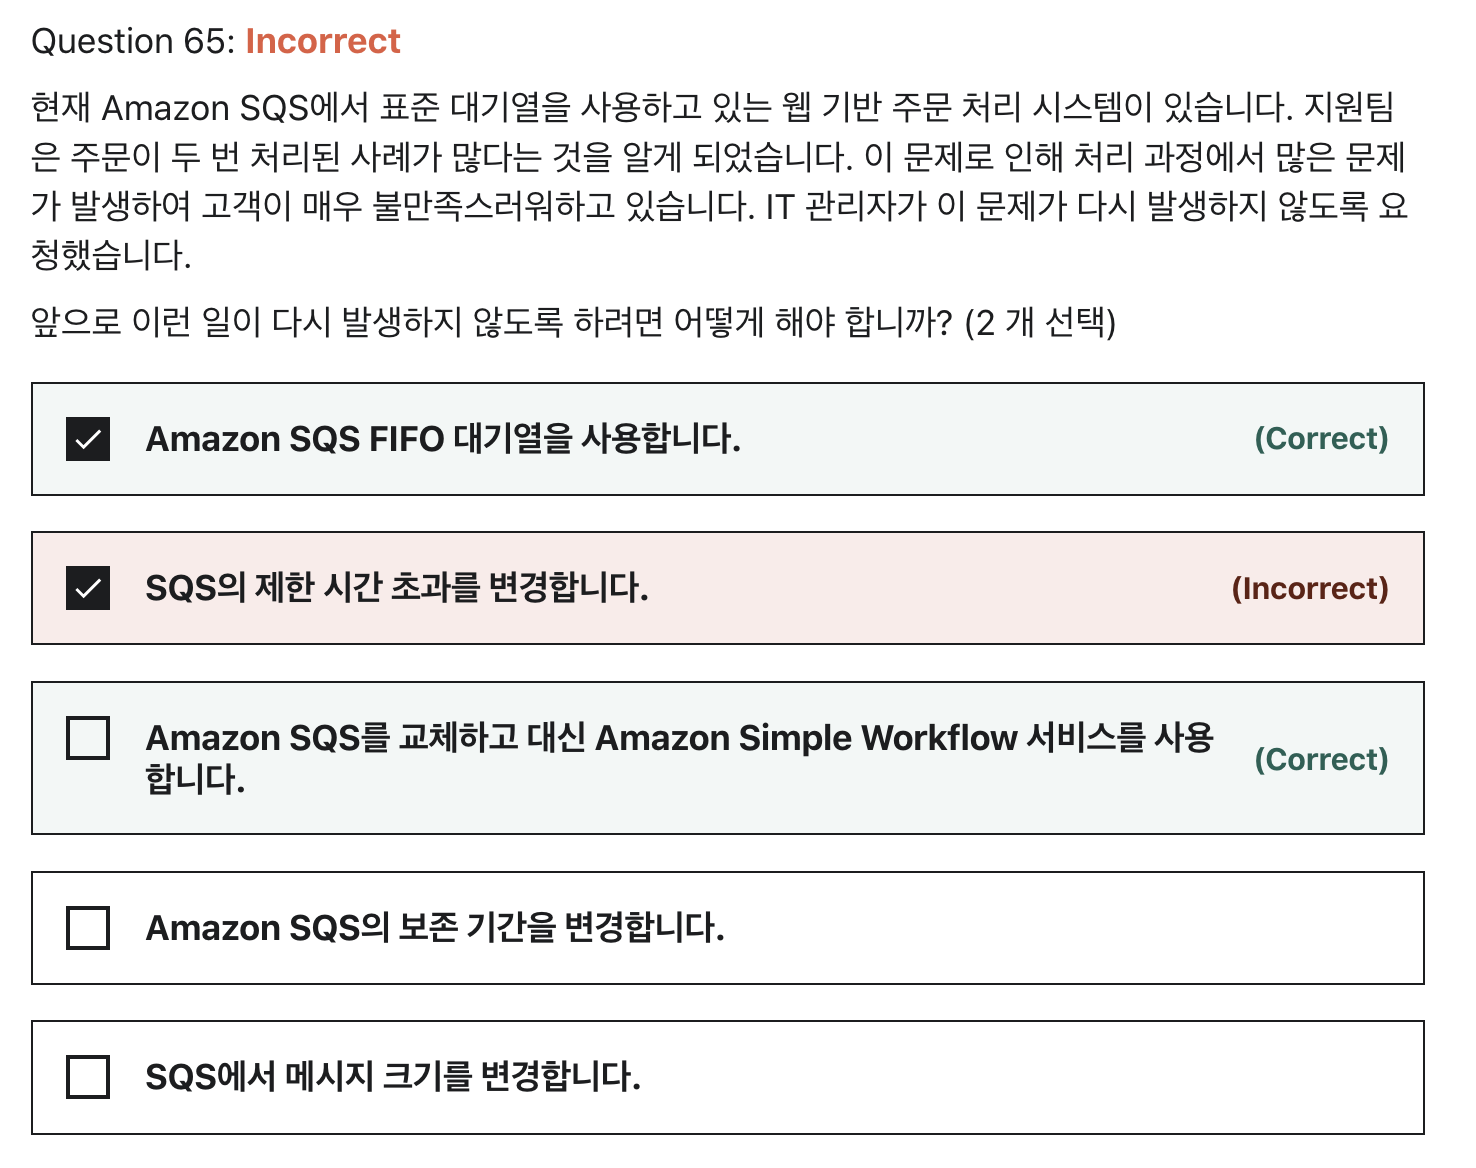 Question 65: Incorrect
현재 Amazon SQS에서 표준 대기열을 사용하고 있는 웹 기반 주문 처리 시스템이 있습니다. 지원팀
은 주문이 두 번 처리된 사례가 많다는 것을 알게 되었습니다. 이 문제로 인해 처리 과정에서 많은 문제
가 발생하여 고객이 매우 불만족스러워하고 있습니다. IT 관리자가 이 문제가 다시 발생하지 않도록 요
청했습니다.
앞으로 이런 일이 다시 발생하지 않도록 하려면 어떻게 해야 합니까? (2 개 선택)
Amazon SQS FIFO 대기열을 사용합니다. (Correct)
SQS의 제한 시간 초과를 변경합니다. (Incorrect)
Amazon SQS를 교체하고 대신 Amazon Simple Workflow 서비스를 사용
합니다. (Correct)
Amazon SQS의 보존 기간을 변경합니다.
SQS에서 메시지 크기를 변경합니다.